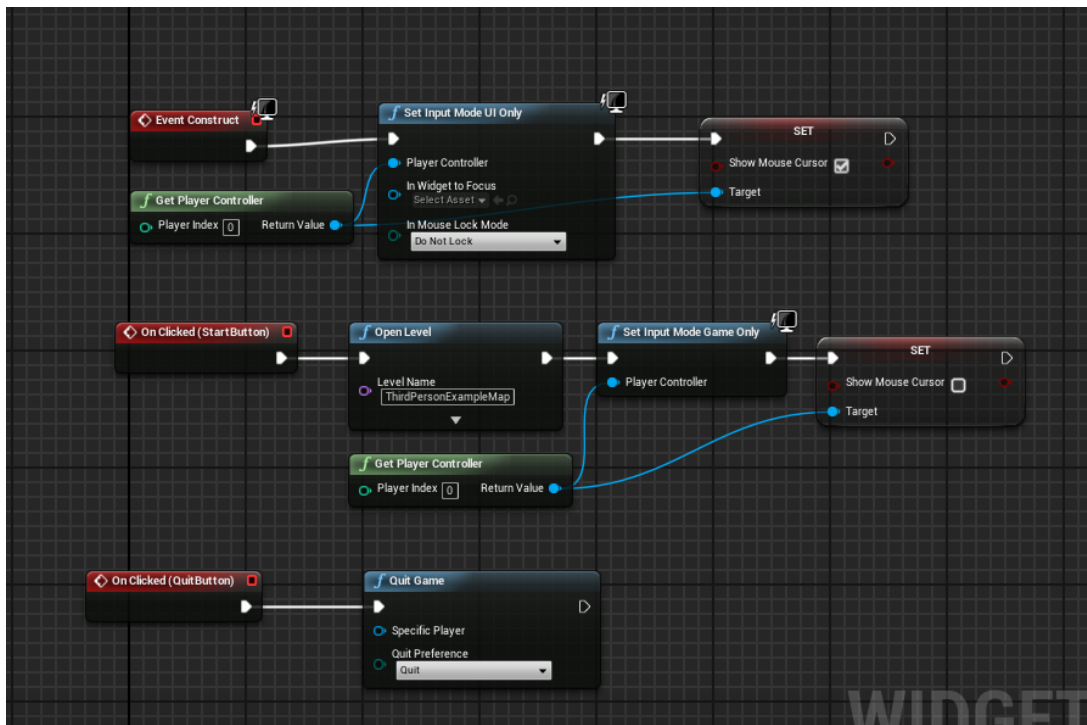 Event Construct
Set Input Mode UI Only
SET
Player Controller
Show Mouse Cursor
In Widget to Focus
Select Asset
Target
Get Player Controller
Player Index 0 Return Value
In Mouse Lock Mode
Do Not Lock
On Clicked (StartButton)
Open Level
Set Input Mode Game Only
SET
Level Name
ThirdPersonExampleMap
Player Controller
Show Mouse Cursor
Target
Get Player Controller
Player Index 0 Return Value
On Clicked (QuitButton)
Quit Game
Specific Player
Quit Preference
Quit
WIDGET